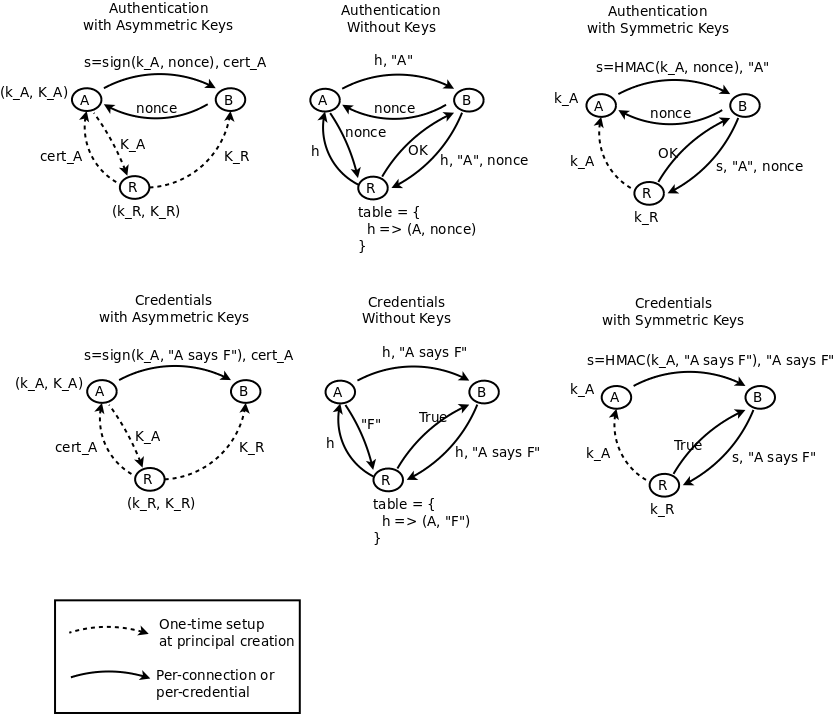 Authentication
with Asymmetric Keys
s=sign(k_A, nonce), cert_A
(k_A, K_A)
A
B
nonce
K_A
cert_A
K_R
R
(k_R, K_R)
Authentication
Without Keys
h, "A"
A
B
nonce
nonce
h
OK
h, "A", nonce
R
table = {
h => (A, nonce)
}
Authentication
with Symmetric Keys
s=HMAC(k_A, nonce), "A"
k_A
A
B
nonce
OK
k_A
s, "A", nonce
R
k_R
Credentials
with Asymmetric Keys
s=sign(k_A, "A says F"), cert_A
(k_A, K_A)
A
B
K_A
cert_A
K_R
R
(k_R, K_R)
Credentials
Without Keys
h, "A says F"
A
B
"F"
True
h
h, "A says F"
R
table = {
h => (A, "F")
}
Credentials
with Symmetric Keys
s=HMAC(k_A, "A says F"), "A says F"
k_A
A
B
True
k_A
s, "A says F"
R
k_R
One-time setup
at principal creation
Per-connection or
per-credential